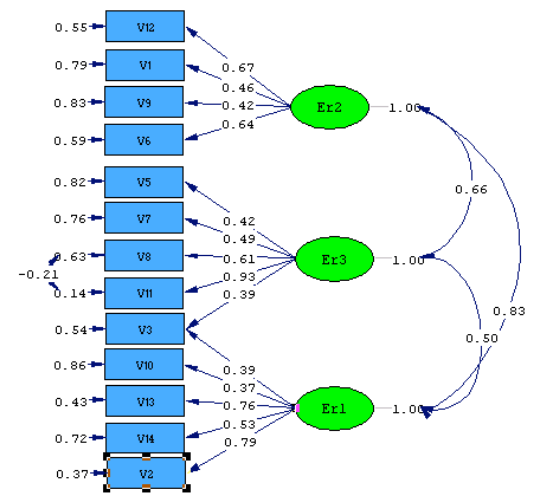 0.55 V12
0.67
0.79 V1
0.46
0.83 V9
0.42 Er2 1.00
0.64
0.59 V6
0.82 V5
0.66
0.42
0.76 V7
0.49
0.63 V8
0.61 Er3 1.00
-0.21
0.93
0.14 V11
0.39
0.83
0.54 V3
0.50
0.39
0.86 V10
0.37
0.43 V13
0.76 Er1 1.00
0.53
0.72 V14
0.79
0.37 V2